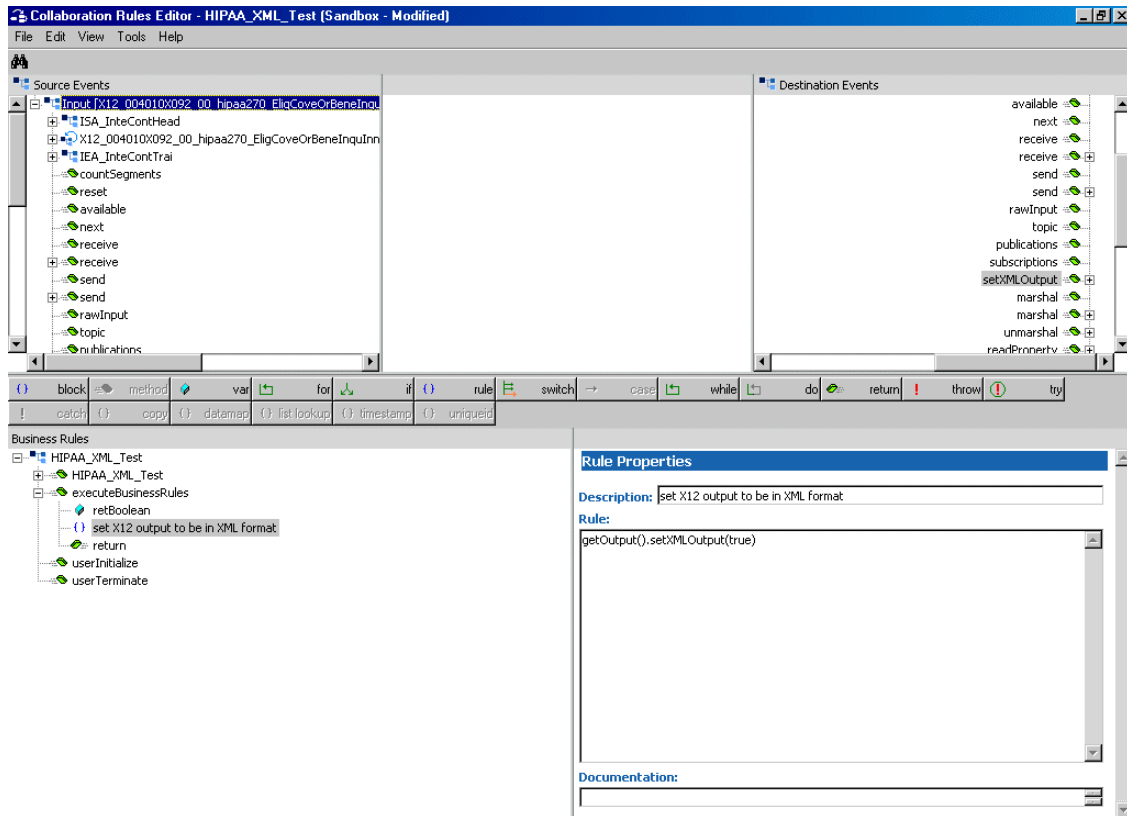 Collaboration Rules Editor - HIPAA_XML_Test (Sandbox - Modified)
File Edit View Tools Help
Source Events
Input [X12_004010X092_00_hipaa270_EligCoveOrBeneInqu
ISA_InteContHead
X12_004010X092_00_hipaa270_EligCoveOrBeneInquInn
IEA_InteContTrai
countSegments
reset
available
next
receive
receive
send
send
rawInput
topic
publications
Destination Events
available
next
receive
receive
send
send
rawInput
topic
publications
subscriptions
setXMLOutput
marshal
marshal
unmarshal
readProperty
block method var for if rule switch case while do return throw try
catch copy datamap list lookup timestamp uniqueid
Business Rules
HIPAA_XML_Test
HIPAA_XML_Test
executeBusinessRules
retBoolean
set X12 output to be in XML format
return
userInitialize
userTerminate
Rule Properties
Description: set X12 output to be in XML format
Rule:
getOutput().setXMLOutput(true)
Documentation: